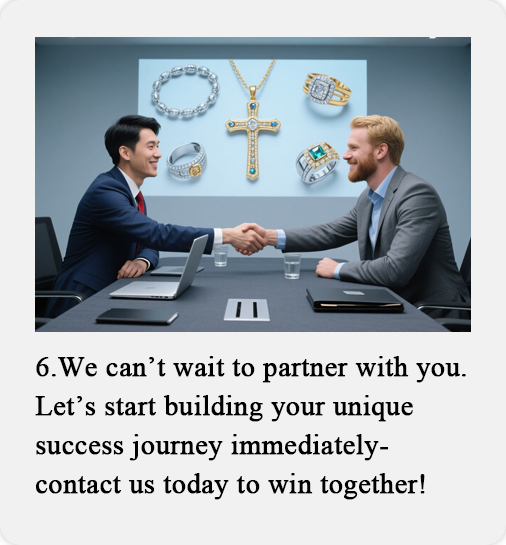 6.We can’t wait to partner with you.
Let’s start building your unique
success journey immediately-
contact us today to win together!